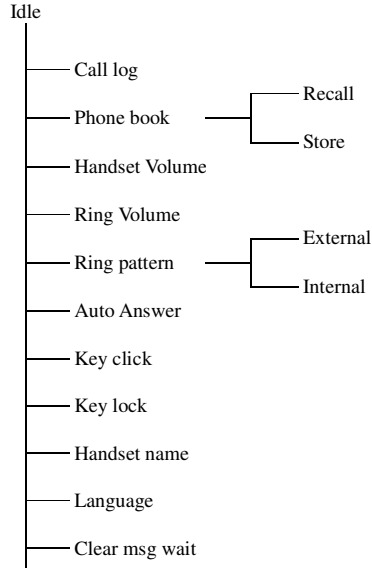 Idle
Call log
Phone book
Recall
Store
Handset Volume
Ring Volume
Ring pattern
External
Internal
Auto Answer
Key click
Key lock
Handset name
Language
Clear msg wait